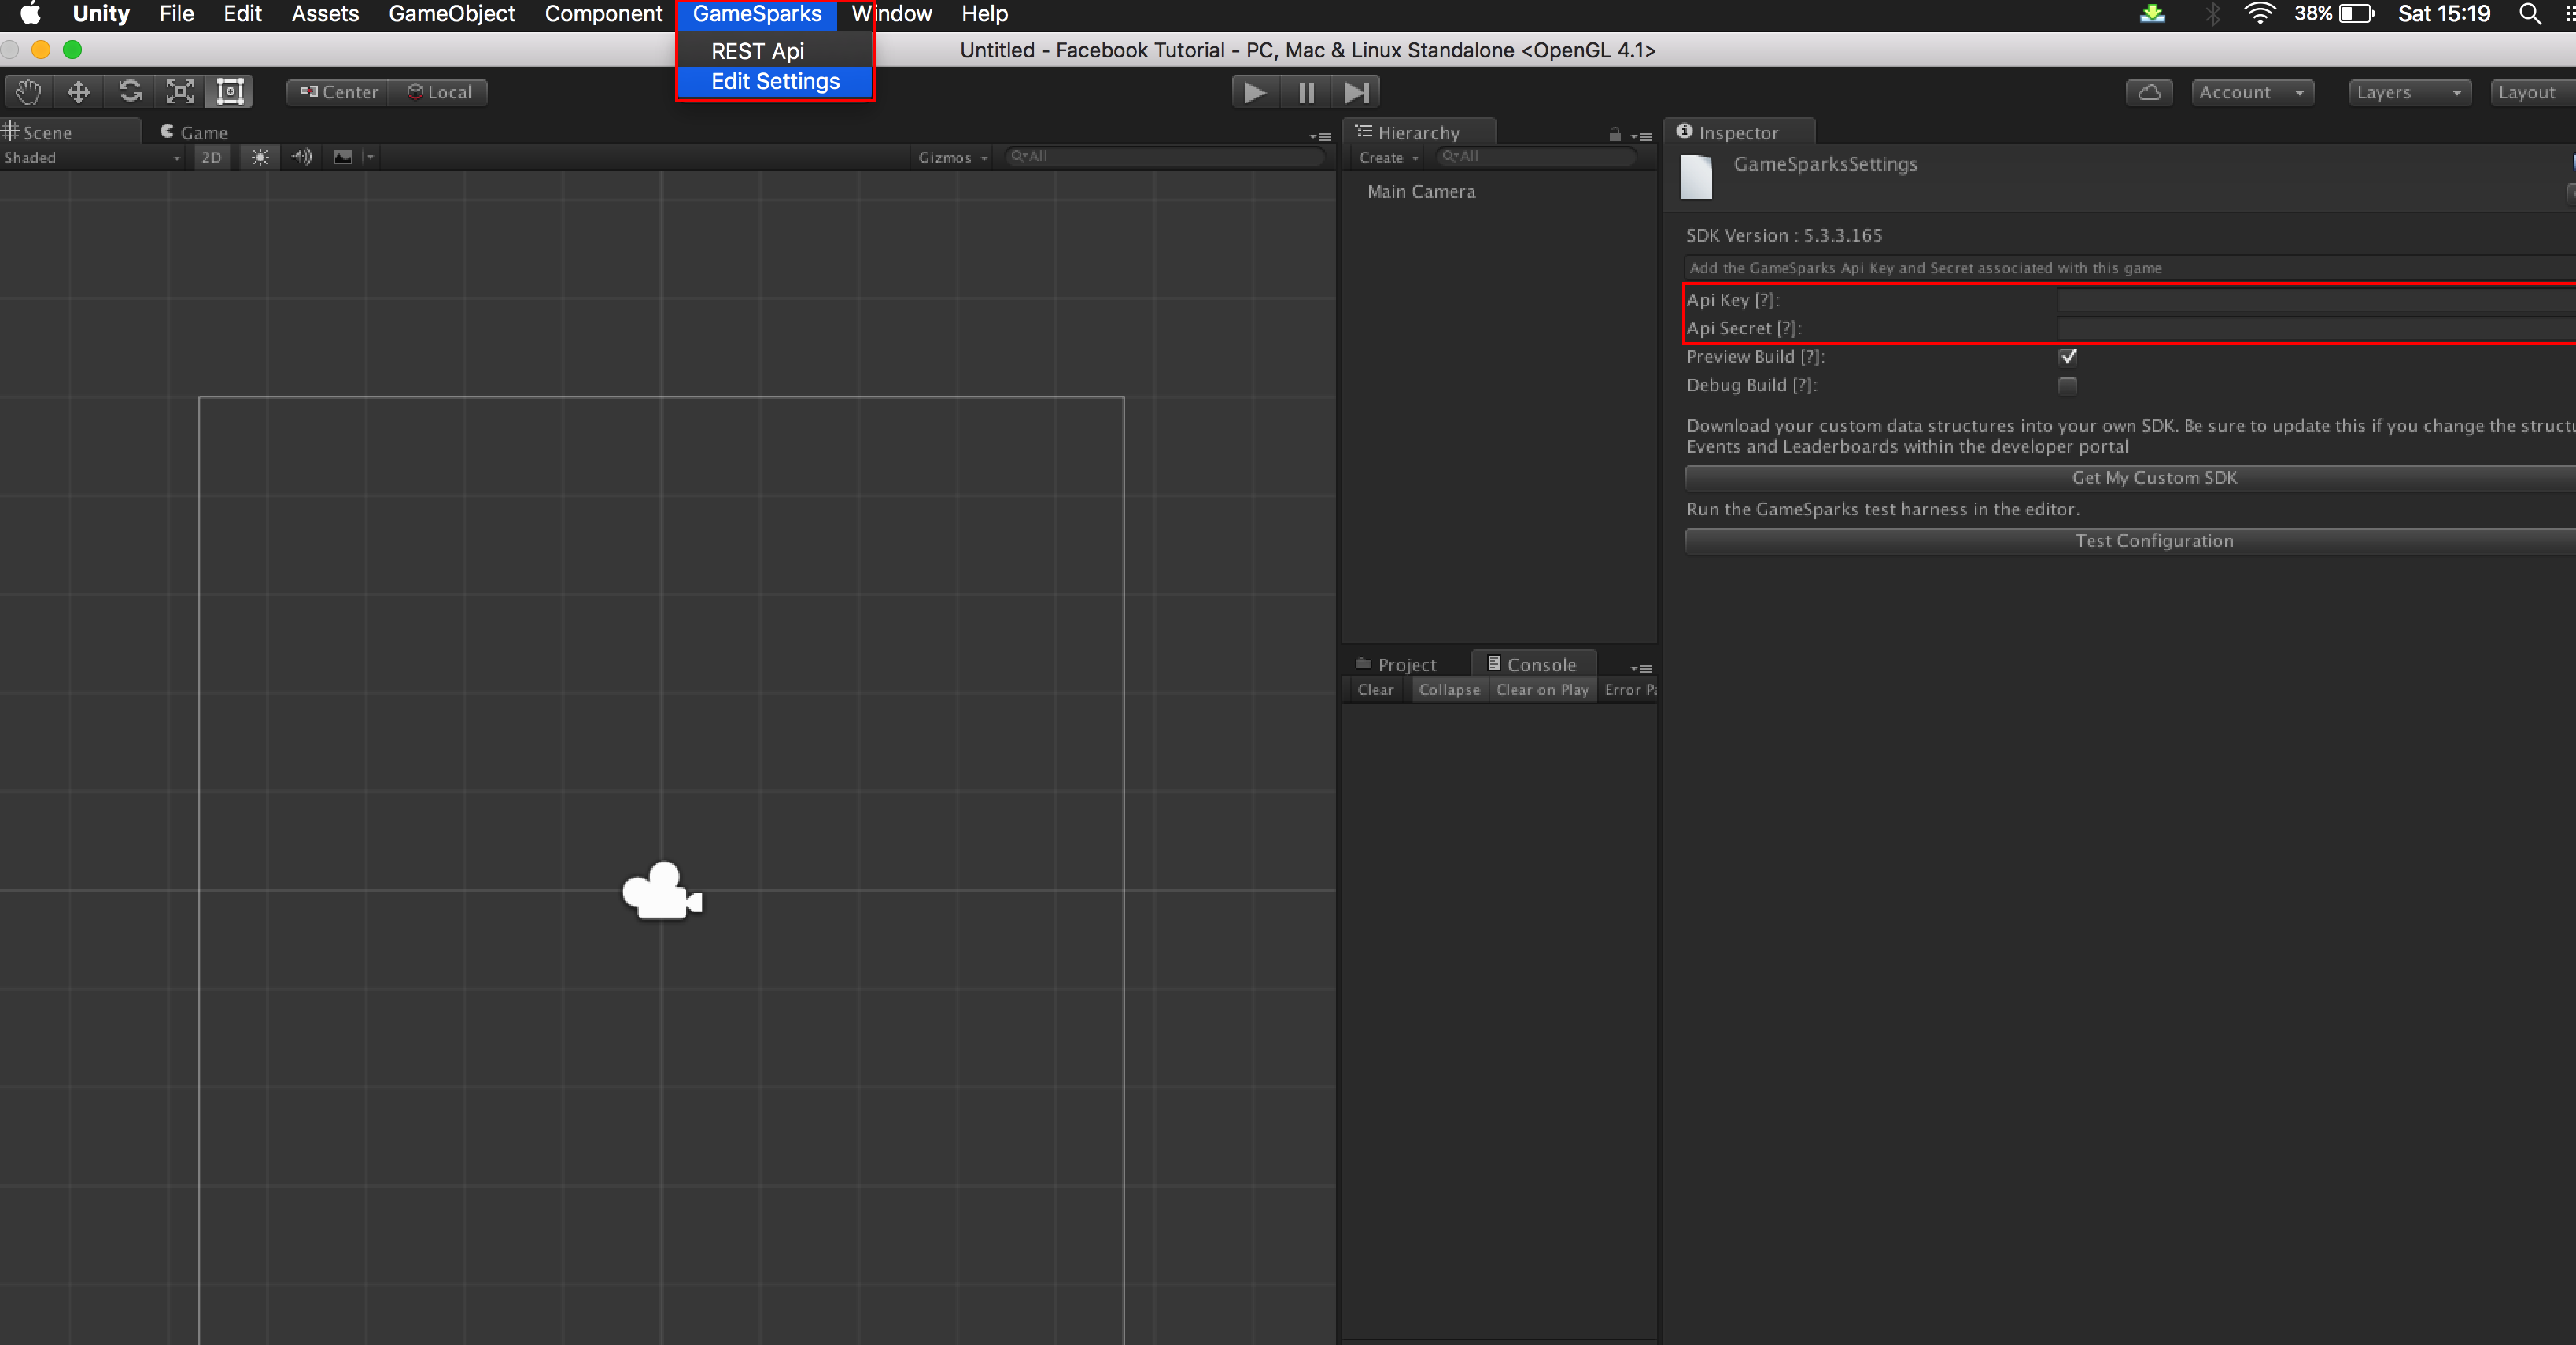 Unity File Edit Assets GameObject Component GameSparks Window Help 38% Sat 15:19
REST Api
Edit Settings
Untitled - Facebook Tutorial - PC, Mac & Linux Standalone <OpenGL 4.1>
Center Local Account Layers Layout
Scene Game
Shaded 2D Gizmos All
Hierarchy
Create All
Main Camera
Project Console
Clear Collapse Clear on Play Error
Inspector
GameSparksSettings
SDK Version : 5.3.3.165
Add the GameSparks Api Key and Secret associated with this game
Api Key [?]:
Api Secret [?]:
Preview Build [?]:
Debug Build [?]:
Download your custom data structures into your own SDK. Be sure to update this if you change the
Events and Leaderboards within the developer portal
Get My Custom SDK
Run the GameSparks test harness in the editor.
Test Configuration